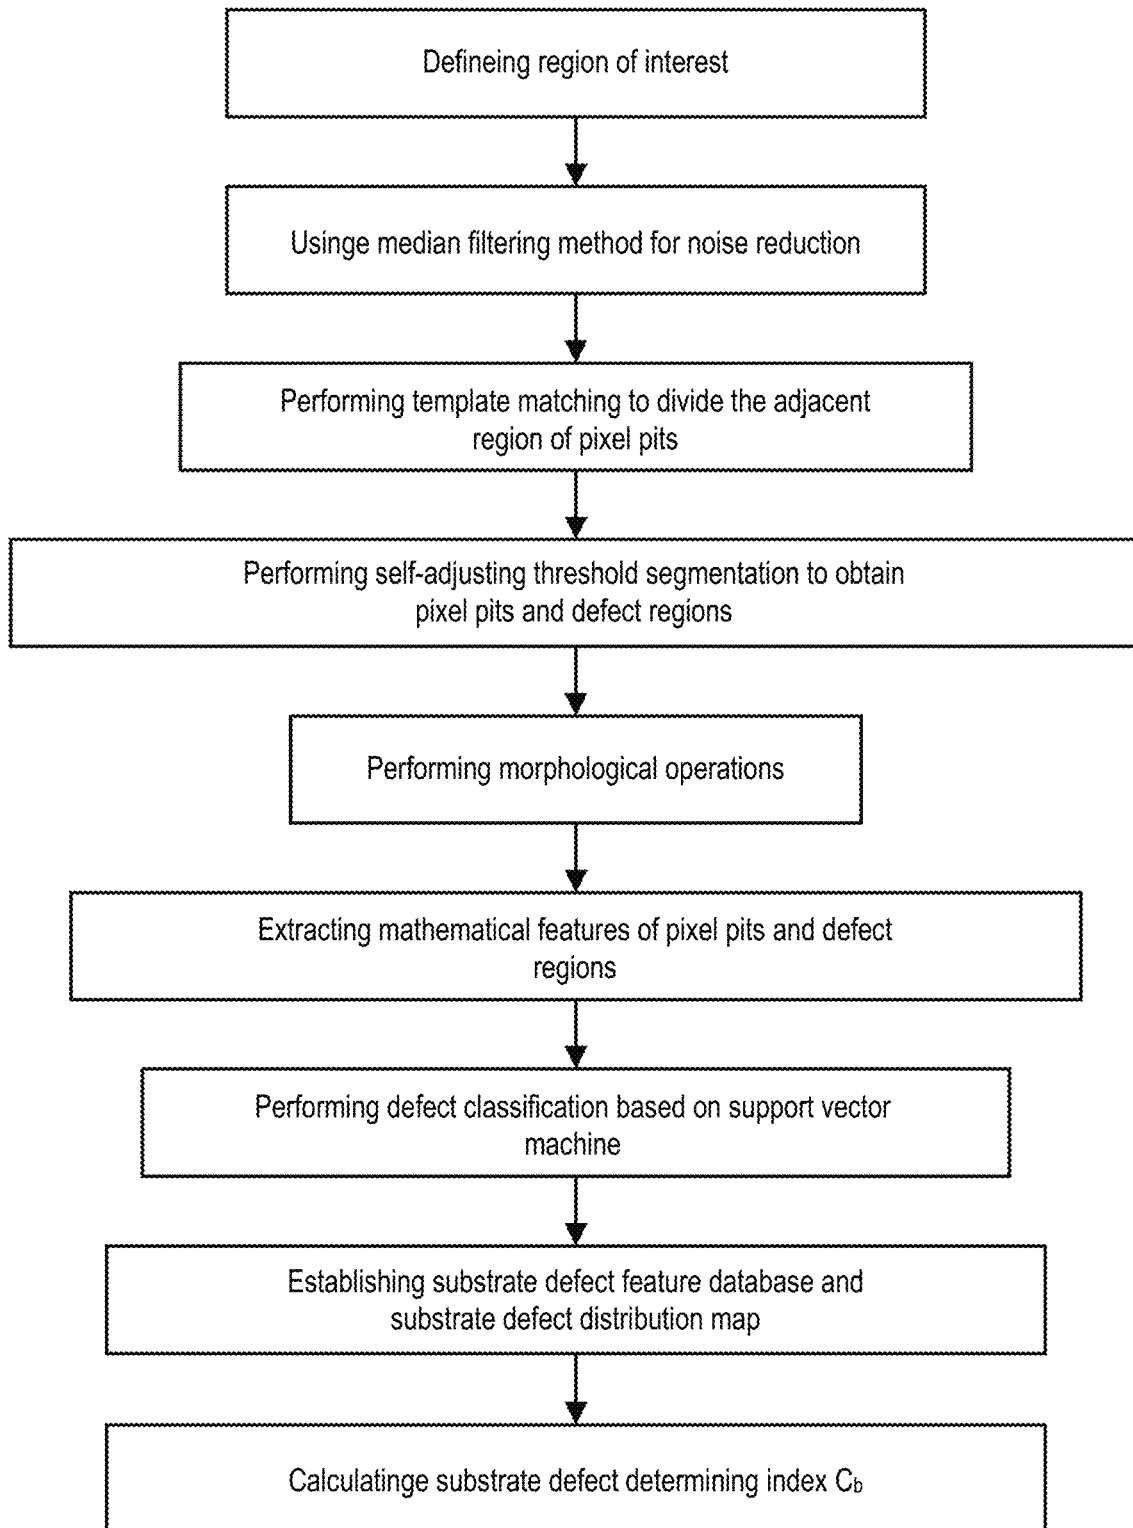 Defineing region of interest
Usinge median filtering method for noise reduction
Performing template matching to divide the adjacent
region of pixel pits
Performing self-adjusting threshold segmentation to obtain
pixel pits and defect regions
Performing morphological operations
Extracting mathematical features of pixel pits and defect
regions
Performing defect classification based on support vector
machine
Establishing substrate defect feature database and
substrate defect distribution map
Calculatinge substrate defect determining index Cb